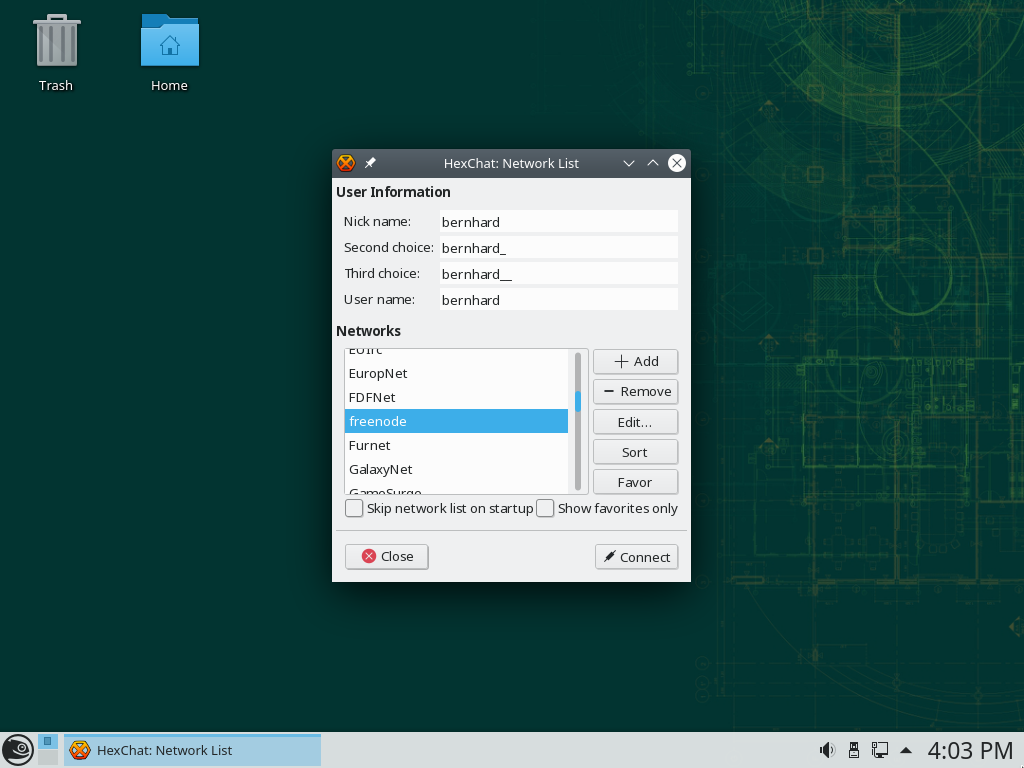 Trash
Home
HexChat: Network List
User Information
Nick name: bernhard
Second choice: bernhard_
Third choice: bernhard__
User name: bernhard
Networks
EUIrc
EuropNet
FDFNet
freenode
Furnet
GalaxyNet
GameSurge
Add
Remove
Edit...
Sort
Favor
Skip network list on startup
Show favorites only
Close
Connect
HexChat: Network List
4:03 PM